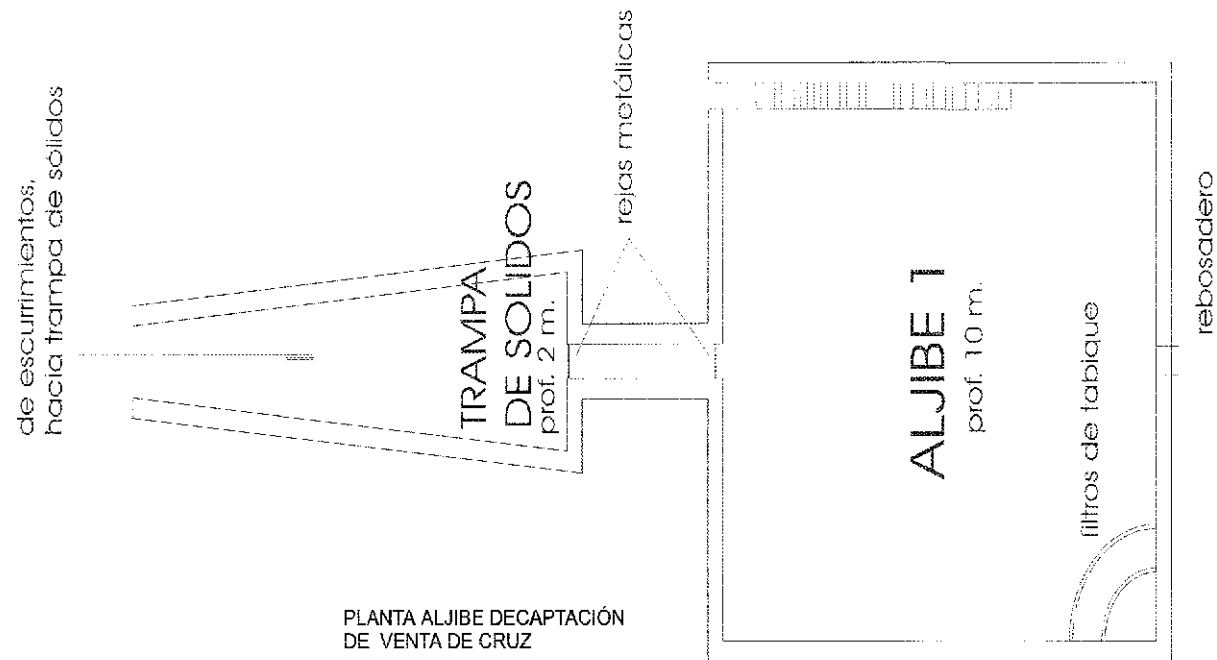 de escurrimientos,
hacia trampa de sólidos
TRAMPA
DE SOLIDOS
prof. 2 m.
rejas metálicas
ALJIBE 1
prof. 10 m.
filtros de tabique
rebosadero
PLANTA ALJIBE DECAPTACIÓN
DE VENTA DE CRUZ